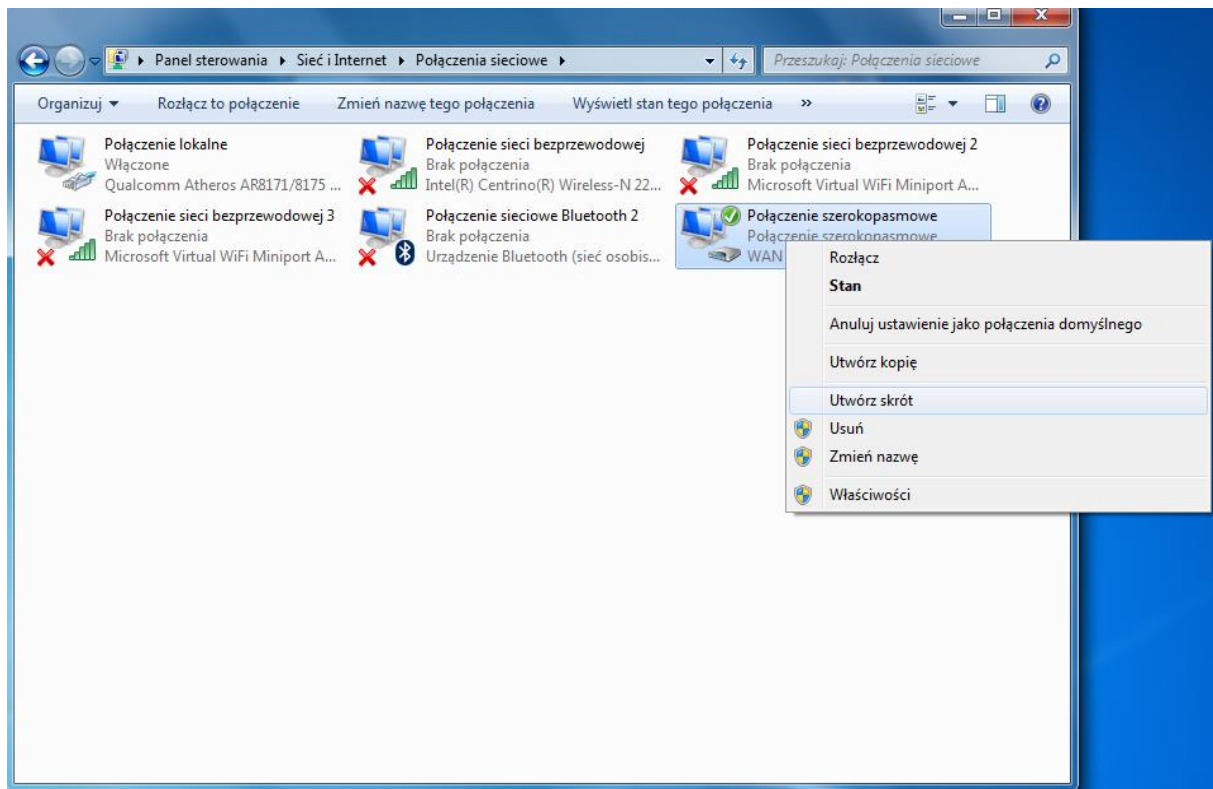 Panel sterowania Sieć i Internet Połączenia sieciowe
Przeszukaj: Połączenia sieciowe
Organizuj Rozłącz to połączenie Zmień nazwę tego połączenia Wyświetl stan tego połączenia »
Połączenie lokalne
Włączone
Qualcomm Atheros AR8171/8175 ...
Połączenie sieci bezprzewodowej
Brak połączenia
Intel(R) Centrino(R) Wireless-N 22...
Połączenie sieci bezprzewodowej 2
Brak połączenia
Microsoft Virtual WiFi Miniport A...
Połączenie sieci bezprzewodowej 3
Brak połączenia
Microsoft Virtual WiFi Miniport A...
Połączenie sieciowe Bluetooth 2
Brak połączenia
Urządzenie Bluetooth (sieć osobis...
Połączenie szerokopasmowe
Połączenie szerokopasmowe
WAN
Rozłącz
Stan
Anuluj ustawienie jako połączenia domyślnego
Utwórz kopię
Utwórz skrót
Usuń
Zmień nazwę
Właściwości